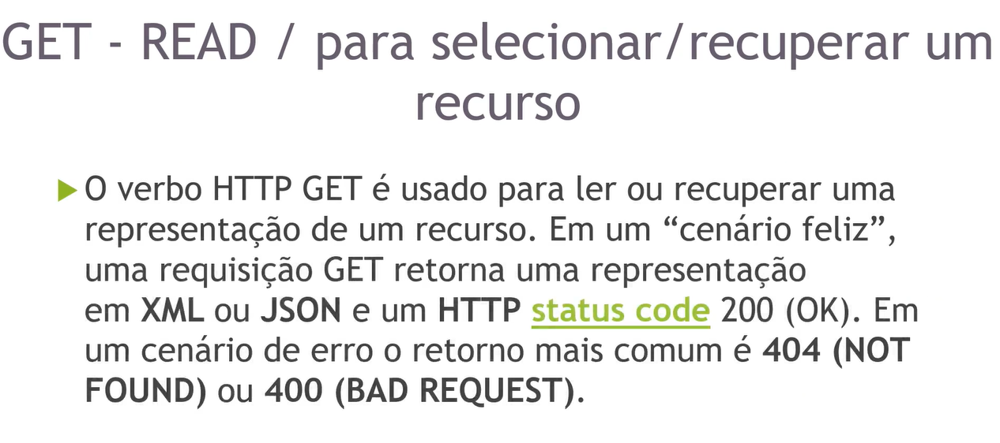 GET - READ / para selecionar/recuperar um
recurso
O verbo HTTP GET é usado para ler ou recuperar uma
representação de um recurso. Em um “cenário feliz”,
uma requisição GET retorna uma representação
em XML ou JSON e um HTTP status code 200 (OK). Em
um cenário de erro o retorno mais comum é 404 (NOT
FOUND) ou 400 (BAD REQUEST).